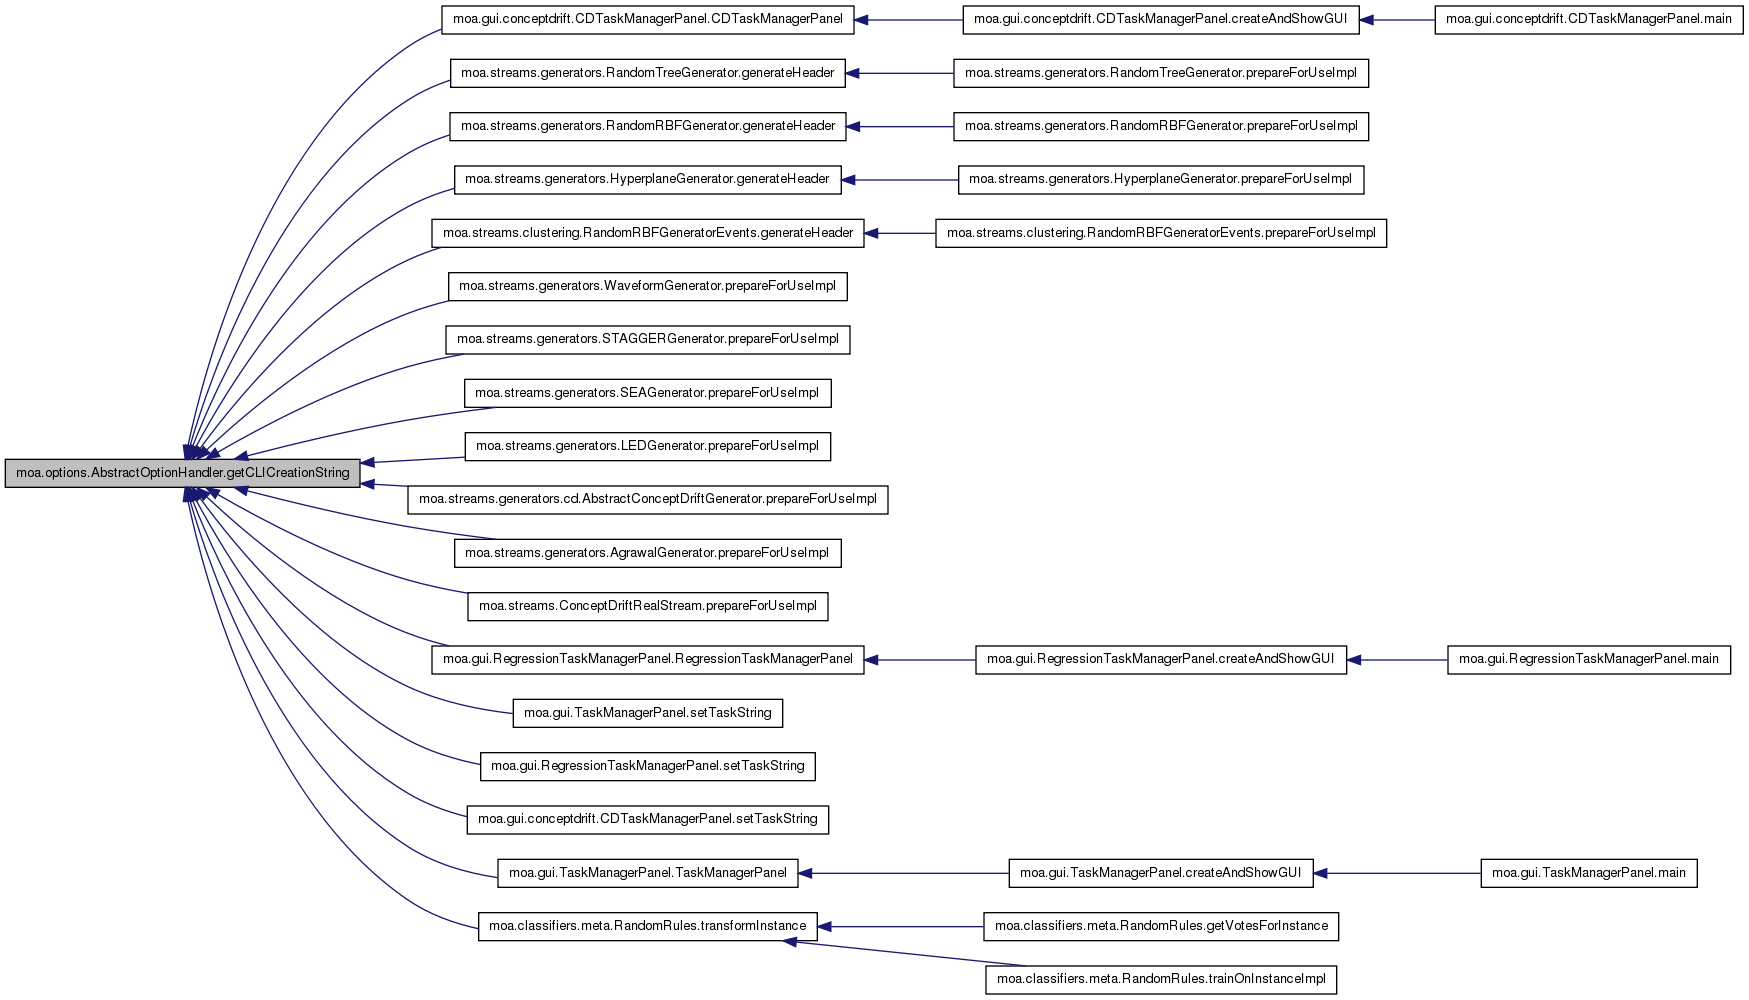 moa.gui.conceptdrift.CDTaskManagerPanel.CDTaskManagerPanel
moa.gui.conceptdrift.CDTaskManagerPanel.createAndShowGUI
moa.gui.conceptdrift.CDTaskManagerPanel.main
moa.streams.generators.RandomTreeGenerator.generateHeader
moa.streams.generators.RandomTreeGenerator.prepareForUseImpl
moa.streams.generators.RandomRBFGenerator.generateHeader
moa.streams.generators.RandomRBFGenerator.prepareForUseImpl
moa.streams.generators.HyperplaneGenerator.generateHeader
moa.streams.generators.HyperplaneGenerator.prepareForUseImpl
moa.streams.clustering.RandomRBFGeneratorEvents.generateHeader
moa.streams.clustering.RandomRBFGeneratorEvents.prepareForUseImpl
moa.streams.generators.WaveformGenerator.prepareForUseImpl
moa.streams.generators.STAGGERGenerator.prepareForUseImpl
moa.streams.generators.SEAGenerator.prepareForUseImpl
moa.streams.generators.LEDGenerator.prepareForUseImpl
moa.options.AbstractOptionHandler.getCLICreationString
moa.streams.generators.cd.AbstractConceptDriftGenerator.prepareForUseImpl
moa.streams.generators.AgrawalGenerator.prepareForUseImpl
moa.streams.ConceptDriftRealStream.prepareForUseImpl
moa.gui.RegressionTaskManagerPanel.RegressionTaskManagerPanel
moa.gui.RegressionTaskManagerPanel.createAndShowGUI
moa.gui.RegressionTaskManagerPanel.main
moa.gui.TaskManagerPanel.setTaskString
moa.gui.RegressionTaskManagerPanel.setTaskString
moa.gui.conceptdrift.CDTaskManagerPanel.setTaskString
moa.gui.TaskManagerPanel.TaskManagerPanel
moa.gui.TaskManagerPanel.createAndShowGUI
moa.gui.TaskManagerPanel.main
moa.classifiers.meta.RandomRules.transformInstance
moa.classifiers.meta.RandomRules.getVotesForInstance
moa.classifiers.meta.RandomRules.trainOnInstanceImpl